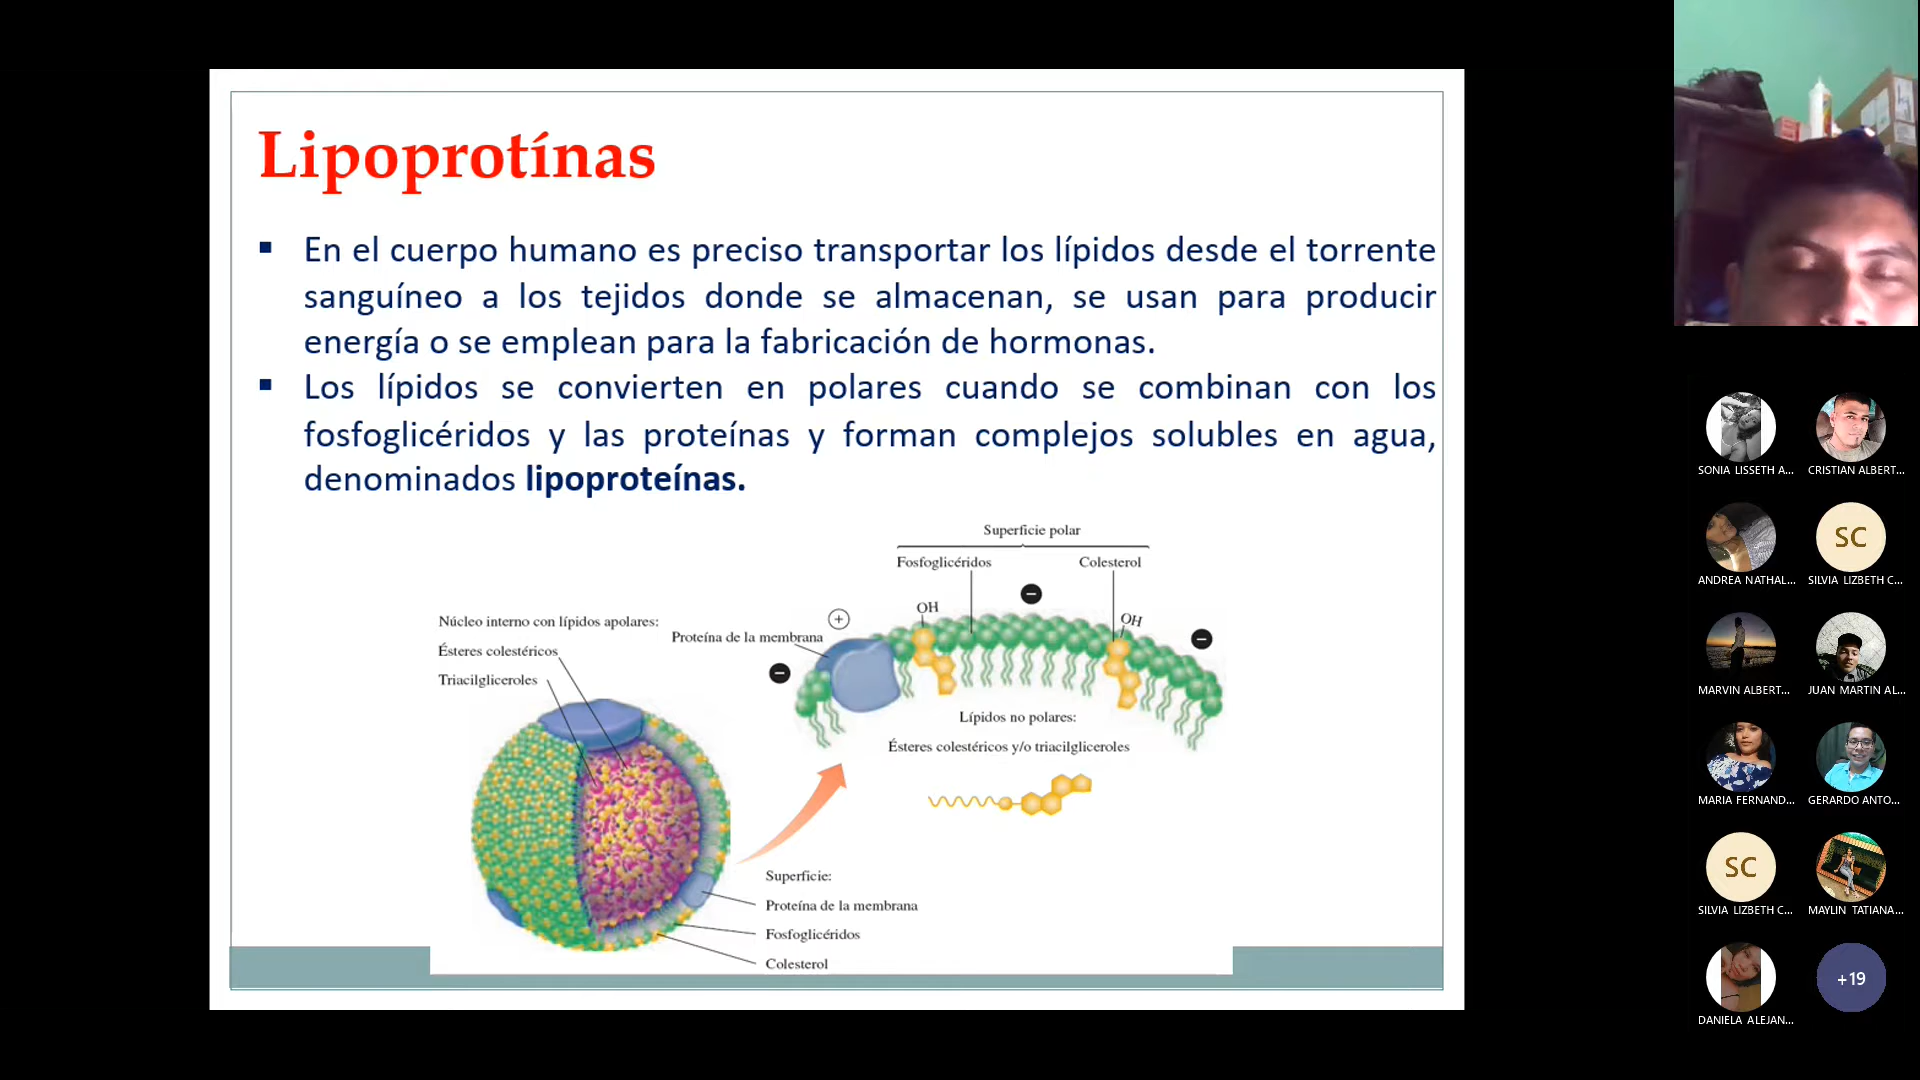 Lipoprotínas
En el cuerpo humano es preciso transportar los lípidos desde el torrente
sanguíneo a los tejidos donde se almacenan, se usan para producir
energía o se emplean para la fabricación de hormonas.
Los lípidos se convierten en polares cuando se combinan con los
fosfoglicéridos y las proteínas y forman complejos solubles en agua,
denominados lipoproteínas.
Superficie polar
Fosfoglicéridos
Colesterol
OH
OH
+
−
−
−
Proteína de la membrana
Núcleo interno con lípidos apolares:
Ésteres colestéricos
Triacilgliceroles
Lípidos no polares:
Ésteres colestéricos y/o triacilgliceroles
Superficie:
Proteína de la membrana
Fosfoglicéridos
Colesterol
SONIA LISSETH A...
CRISTIAN ALBERT...
ANDREA NATHAL...
SC
SILVIA LIZBETH C...
MARVIN ALBERT...
JUAN MARTIN AL...
MARIA FERNAND...
GERARDO ANTO...
SC
SILVIA LIZBETH C...
MAYLIN TATIANA...
DANIELA ALEJAN...
+19